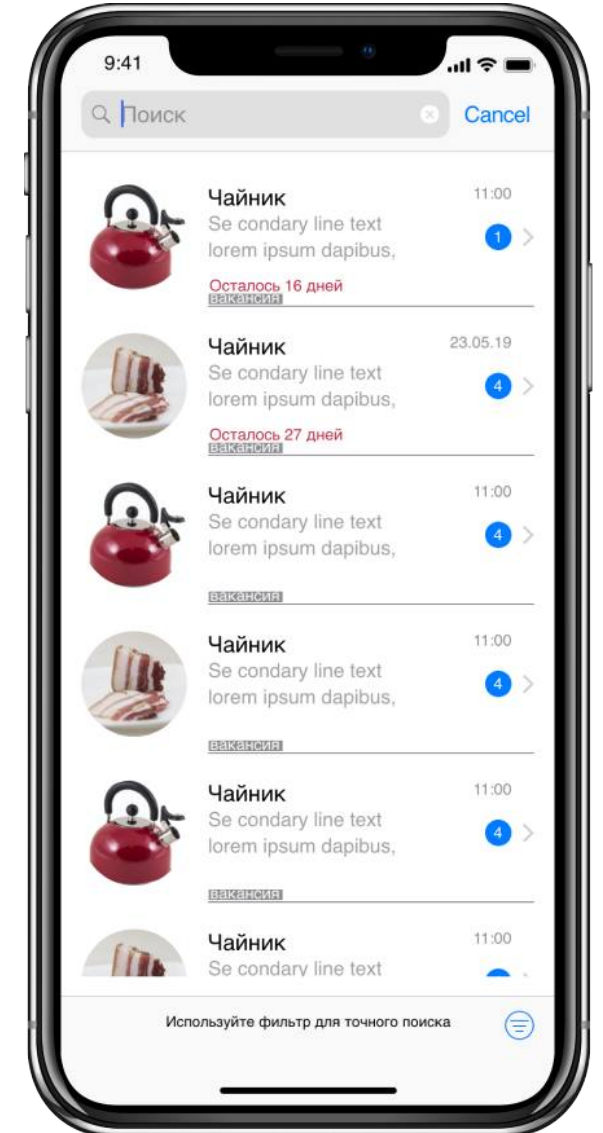 9:41
Поиск
Cancel
Чайник
11:00
Se condary line text
lorem ipsum dapibus,
1
Осталось 16 дней
вакансия
Чайник
23.05.19
Se condary line text
lorem ipsum dapibus,
4
Осталось 27 дней
вакансия
Чайник
11:00
Se condary line text
lorem ipsum dapibus,
4
вакансия
Чайник
11:00
Se condary line text
lorem ipsum dapibus,
4
вакансия
Чайник
11:00
Se condary line text
lorem ipsum dapibus,
4
вакансия
Чайник
11:00
Se condary line text
Используйте фильтр для точного поиска